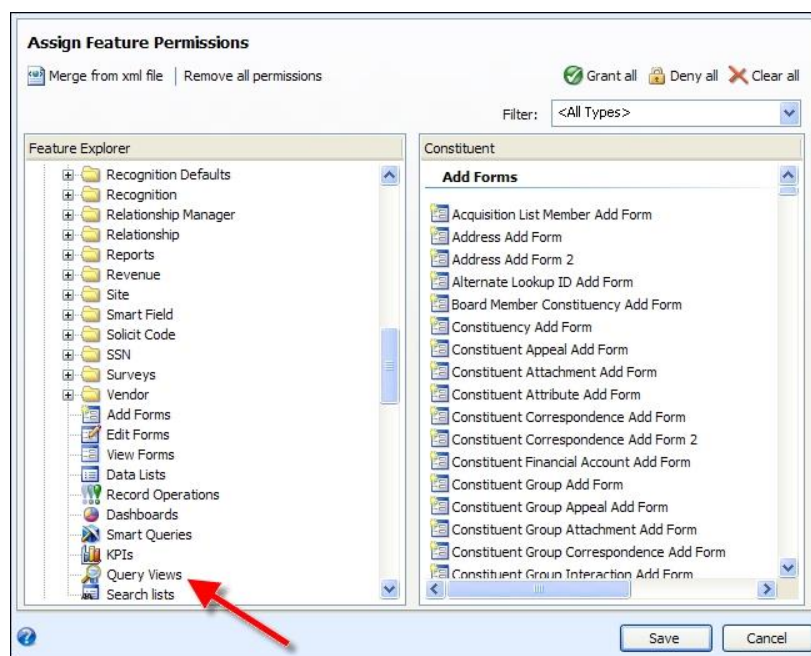 Assign Feature Permissions
Merge from xml file | Remove all permissions
Grant all Deny all Clear all
Filter: <All Types>
Feature Explorer
Recognition Defaults
Recognition
Relationship Manager
Relationship
Reports
Revenue
Site
Smart Field
Solicit Code
SSN
Surveys
Vendor
Add Forms
Edit Forms
View Forms
Data Lists
Record Operations
Dashboards
Smart Queries
KPIs
Query Views
Search lists
Constituent
Add Forms
Acquisition List Member Add Form
Address Add Form
Address Add Form 2
Alternate Lookup ID Add Form
Board Member Constituency Add Form
Constituency Add Form
Constituent Appeal Add Form
Constituent Attachment Add Form
Constituent Attribute Add Form
Constituent Correspondence Add Form
Constituent Correspondence Add Form 2
Constituent Financial Account Add Form
Constituent Group Add Form
Constituent Group Appeal Add Form
Constituent Group Attachment Add Form
Constituent Group Correspondence Add Form
Constituent Group Interaction Add Form
Save Cancel